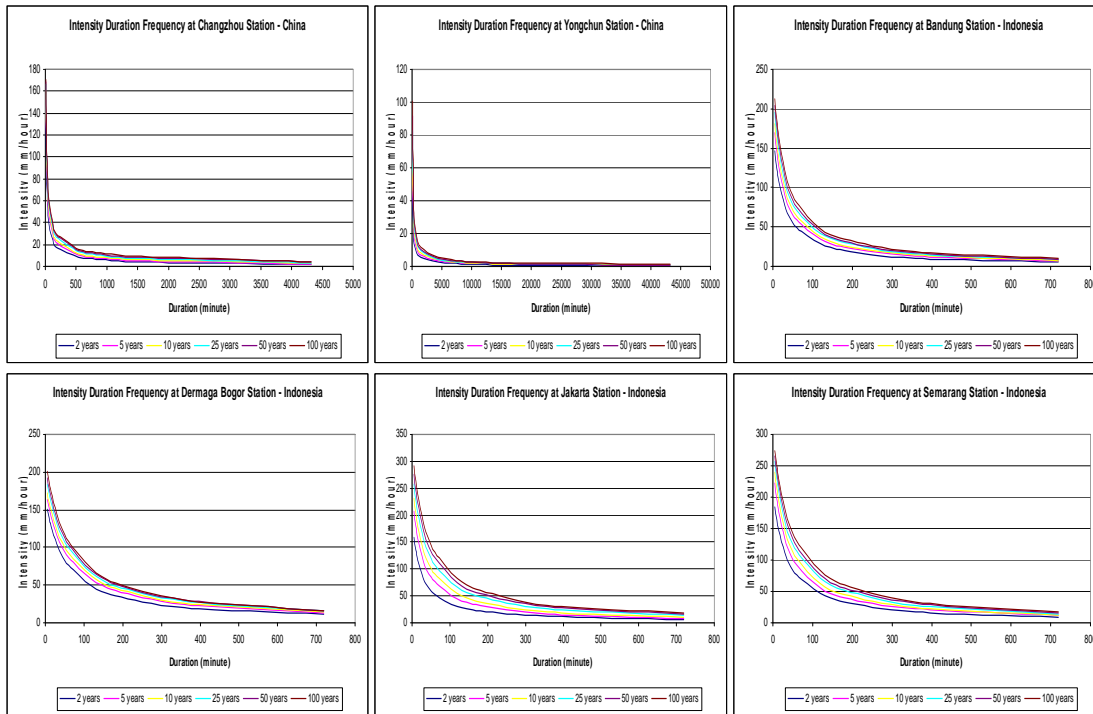 Intensity Duration Frequency at Changzhou Station - China
Intensity (mm/hour)
180
160
140
120
100
80
60
40
20
0
0 500 1000 1500 2000 2500 3000 3500 4000 4500 5000
Duration (minute)
2 years 5 years 10 years 25 years 50 years 100 years
Intensity Duration Frequency at Yongchun Station - China
Intensity (mm/hour)
120
100
80
60
40
20
0
0 5000 10000 15000 20000 25000 30000 35000 40000 45000 50000
Duration (minute)
2 years 5 years 10 years 25 years 50 years 100 years
Intensity Duration Frequency at Bandung Station - Indonesia
Intensity (mm/hour)
250
200
150
100
50
0
0 100 200 300 400 500 600 700 800
Duration (minute)
2 years 5 years 10 years 25 years 50 years 100 years
Intensity Duration Frequency at Dermaga Bogor Station - Indonesia
Intensity (mm/hour)
250
200
150
100
50
0
0 100 200 300 400 500 600 700 800
Duration (minute)
2 years 5 years 10 years 25 years 50 years 100 years
Intensity Duration Frequency at Jakarta Station - Indonesia
Intensity (mm/hour)
350
300
250
200
150
100
50
0
0 100 200 300 400 500 600 700 800
Duration (minute)
2 years 5 years 10 years 25 years 50 years 100 years
Intensity Duration Frequency at Semarang Station - Indonesia
Intensity (mm/hour)
300
250
200
150
100
50
0
0 100 200 300 400 500 600 700 800
Duration (minute)
2 years 5 years 10 years 25 years 50 years 100 years